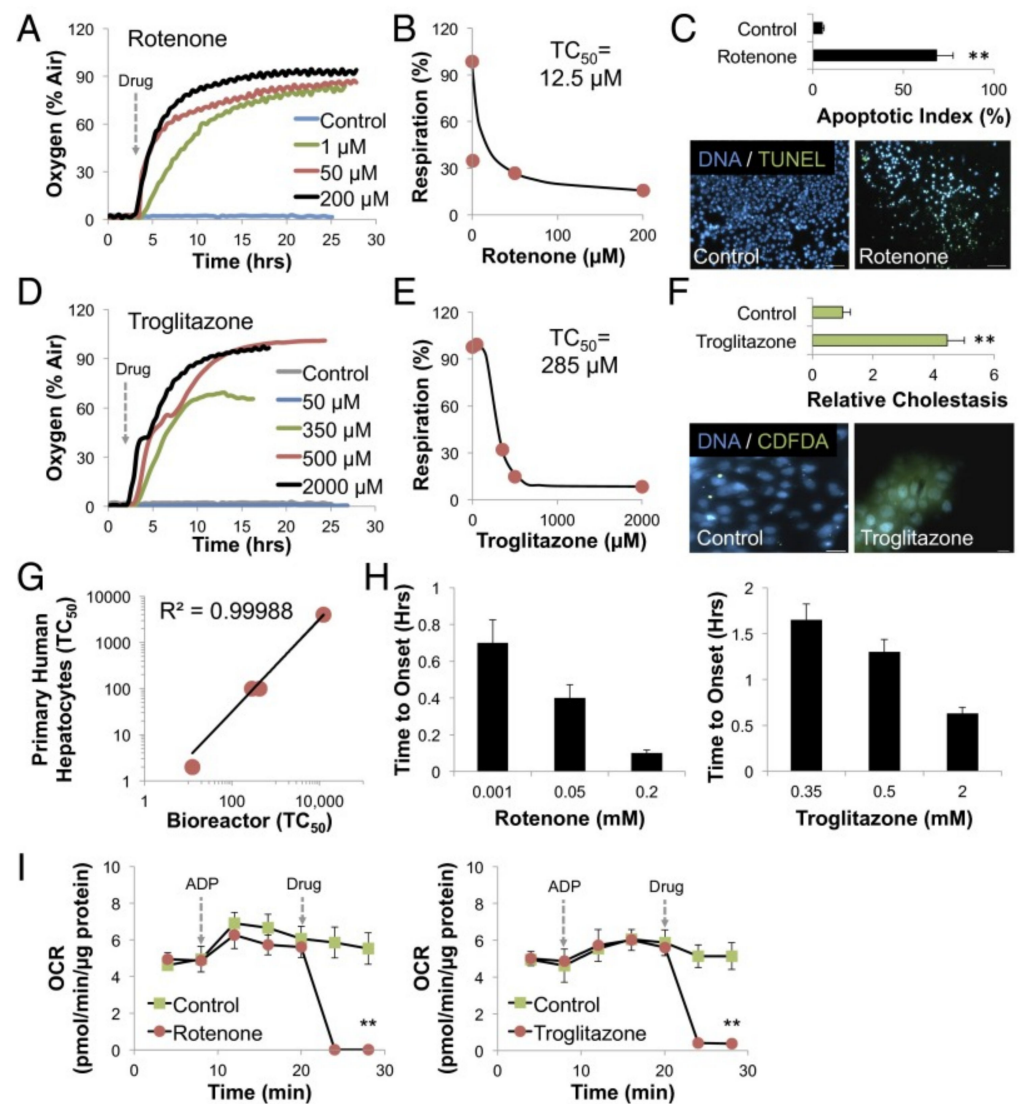 A
Rotenone
Oxygen (% Air)
120
90
60
30
0
Drug
Control
1 µM
50 µM
200 µM
0 5 10 15 20 25 30
Time (hrs)
B
TC50=
12.5 µM
Respiration (%)
120
90
60
30
0
0 50 100 150 200
Rotenone (µM)
C
Control
Rotenone
**
0 50 100
Apoptotic Index (%)
DNA / TUNEL
Control
Rotenone
D
Troglitazone
Oxygen (% Air)
120
90
60
30
0
Drug
Control
50 µM
350 µM
500 µM
2000 µM
0 5 10 15 20 25 30
Time (hrs)
E
TC50=
285 µM
Respiration (%)
120
90
60
30
0
0 1000 2000
Troglitazone (µM)
F
Control
Troglitazone
**
0 2 4 6
Relative Cholestasis
DNA / CDFDA
Control
Troglitazone
G
R² = 0.99988
Primary Human
Hepatocytes (TC50)
10000
1000
100
10
1
1 100 10,000
Bioreactor (TC50)
H
Time to Onset (Hrs)
1
0.8
0.6
0.4
0.2
0
0.001 0.05 0.2
Rotenone (mM)
Time to Onset (Hrs)
2
1.5
1
0.5
0
0.35 0.5 2
Troglitazone (mM)
I
OCR
(pmol/min/µg protein)
10
8
6
4
2
0
ADP
Drug
Control
Rotenone
**
0 10 20 30
Time (min)
OCR
(pmol/min/µg protein)
10
8
6
4
2
0
ADP
Drug
Control
Troglitazone
**
0 10 20 30
Time (min)